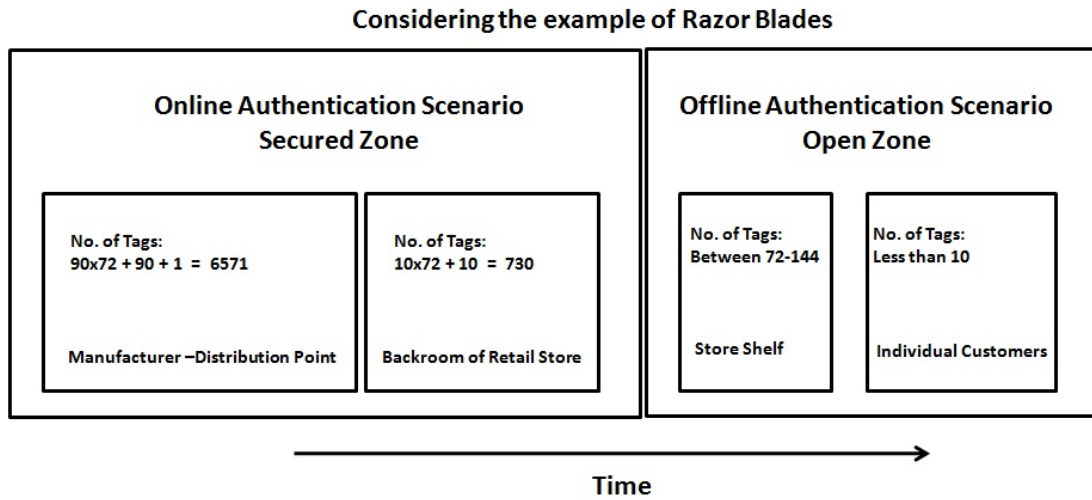 Considering the example of Razor Blades
Online Authentication Scenario
Secured Zone
No. of Tags:
90x72 + 90 + 1 = 6571
Manufacturer –Distribution Point
No. of Tags:
10x72 + 10 = 730
Backroom of Retail Store
Offline Authentication Scenario
Open Zone
No. of Tags:
Between 72-144
Store Shelf
No. of Tags:
Less than 10
Individual Customers
Time